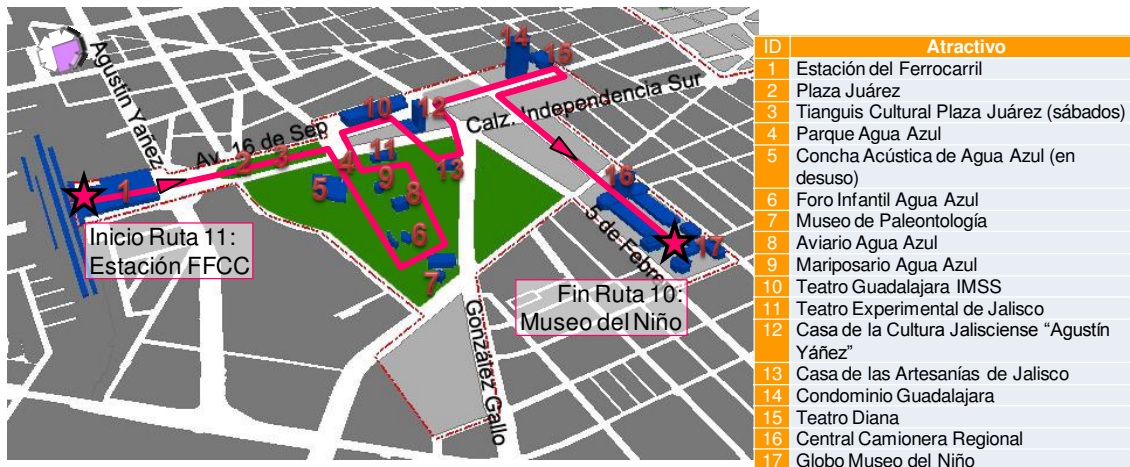 Agustín Yáñez
Av. 16 de Sep
Calz. Independencia Sur
5 de Febrero
González Gallo
1
2
3
4
5
6
7
8
9
10
11
12
13
14
15
16
17
Inicio Ruta 11:
Estación FFCC
Fin Ruta 10:
Museo del Niño
ID Atractivo
1 Estación del Ferrocarril
2 Plaza Juárez
3 Tianguis Cultural Plaza Juárez (sábados)
4 Parque Agua Azul
5 Concha Acústica de Agua Azul (en
desuso)
6 Foro Infantil Agua Azul
7 Museo de Paleontología
8 Aviario Agua Azul
9 Mariposario Agua Azul
10 Teatro Guadalajara IMSS
11 Teatro Experimental de Jalisco
12 Casa de la Cultura Jalisciense “Agustín
Yáñez”
13 Casa de las Artesanías de Jalisco
14 Condominio Guadalajara
15 Teatro Diana
16 Central Camionera Regional
17 Globo Museo del Niño